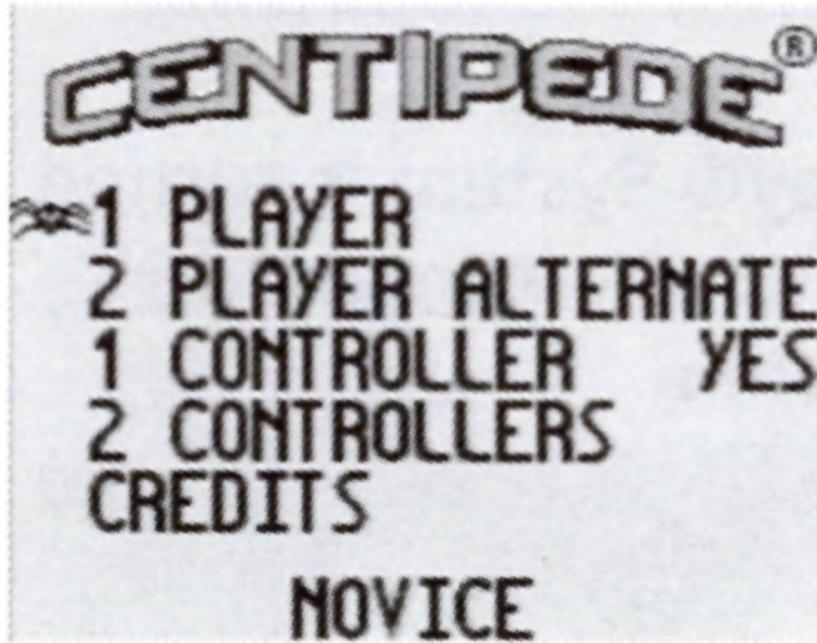 CENTIPEDE®
1 PLAYER
2 PLAYER ALTERNATE
1 CONTROLLER YES
2 CONTROLLERS
CREDITS
NOVICE